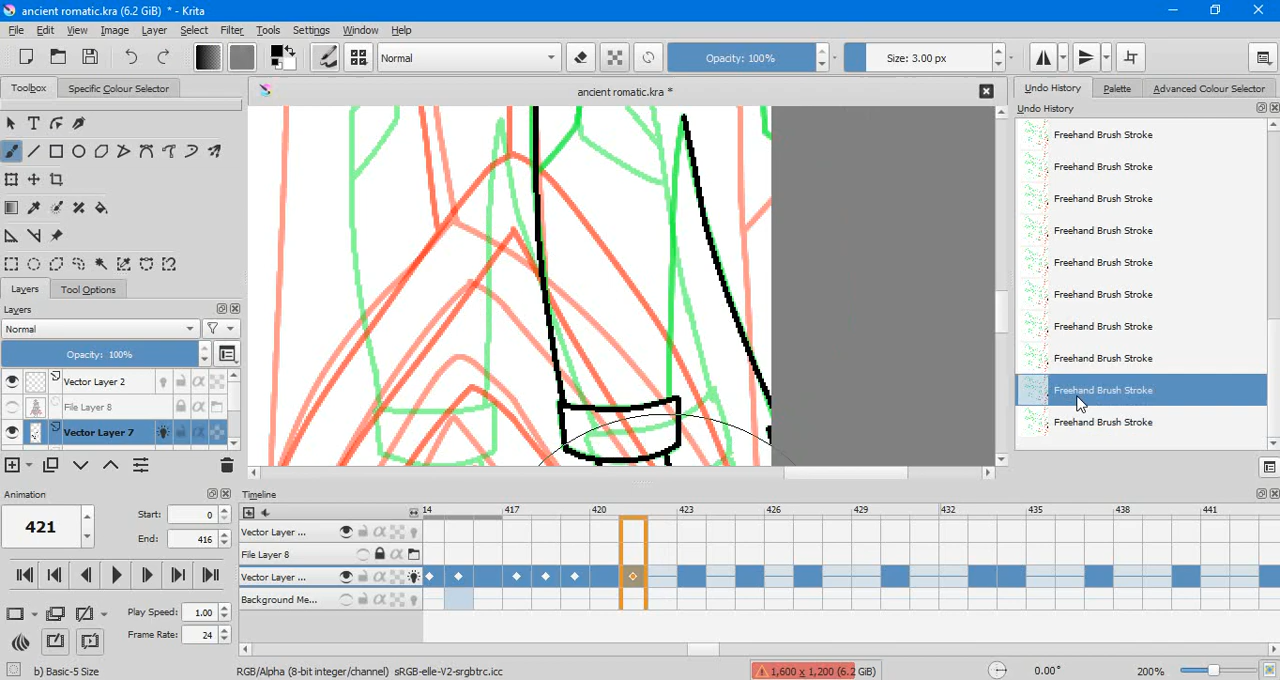 ancient romatic.kra (6.2 GiB) * - Krita
File Edit View Image Layer Select Filter Tools Settings Window Help
Normal Opacity: 100% Size: 3.00 px
Toolbox Specific Colour Selector
ancient romatic.kra *
Undo History Palette Advanced Colour Selector
Undo History
Freehand Brush Stroke
Freehand Brush Stroke
Freehand Brush Stroke
Freehand Brush Stroke
Freehand Brush Stroke
Freehand Brush Stroke
Freehand Brush Stroke
Freehand Brush Stroke
Freehand Brush Stroke
Freehand Brush Stroke
Layers Tool Options
Layers
Normal
Opacity: 100%
Vector Layer 2
File Layer 8
Vector Layer 7
Animation
421
Start: 0
End: 416
Play Speed: 1.00
Frame Rate: 24
Timeline
14 417 420 423 426 429 432 435 438 441
Vector Layer ...
File Layer 8
Vector Layer ...
Background Me...
b) Basic-5 Size RGB/Alpha (8-bit integer/channel) sRGB-elle-V2-srgbtrc.icc 1,600 x 1,200 (6.2 GiB) 0.00° 200%